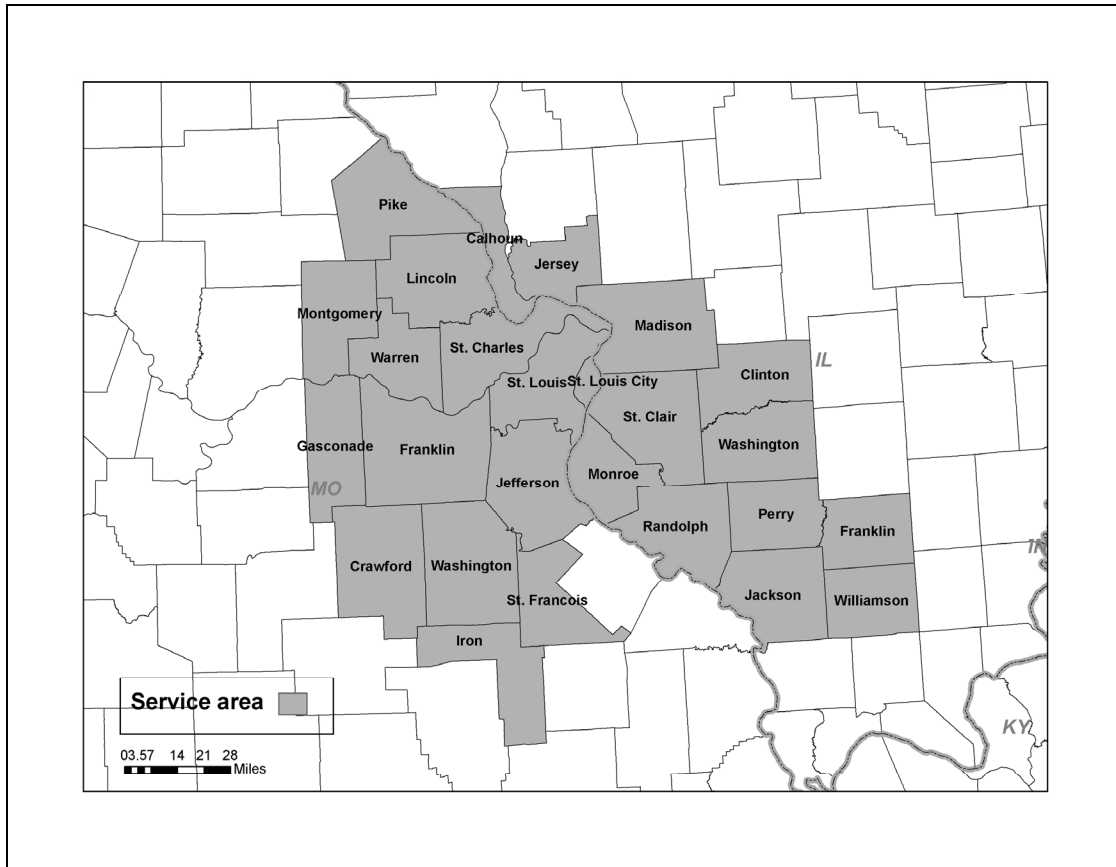 Pike
Calhoun
Jersey
Lincoln
Montgomery
Madison
St. Charles
Warren
IL
Clinton
St. Louis
St. Louis City
St. Clair
Washington
Gasconade
Franklin
Monroe
Jefferson
MO
Perry
Randolph
Franklin
IN
Crawford
Washington
Jackson
St. Francois
Williamson
Iron
Service area
KY
03.57 14 21 28
Miles